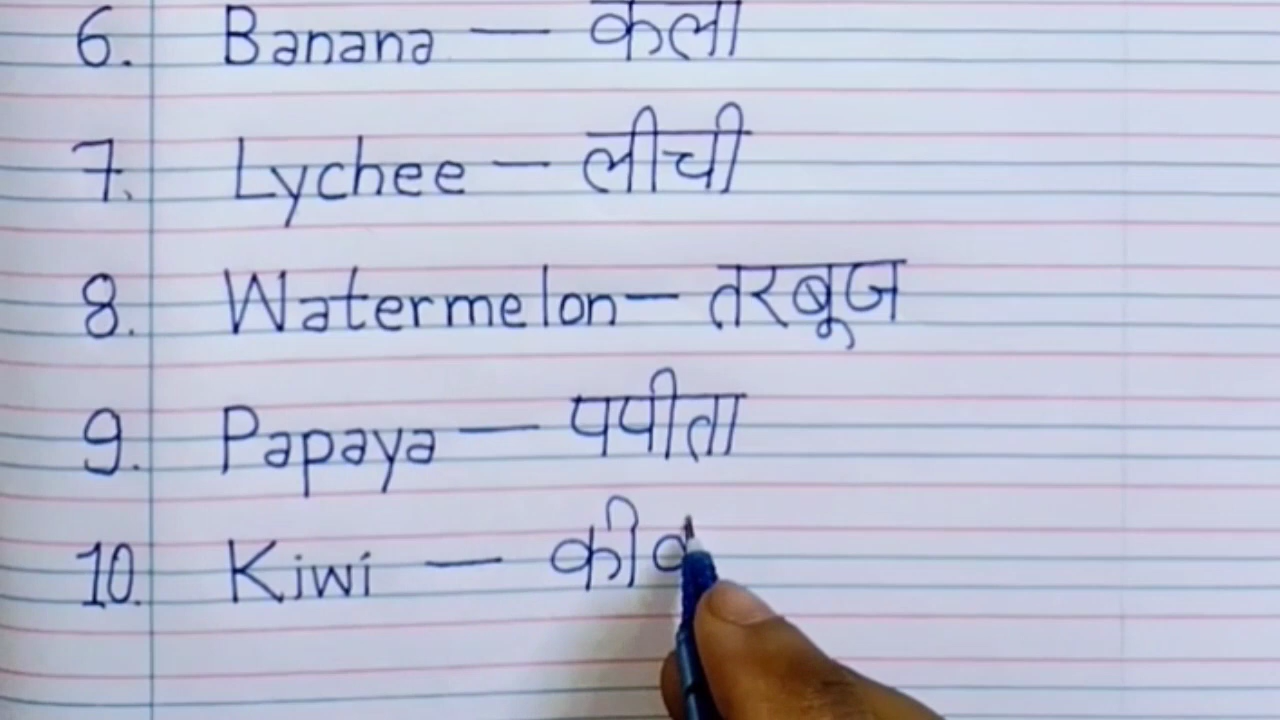 6. Banana — केला
7. Lychee — लीची
8. Watermelon — तरबूज
9. Papaya — पपीता
10. Kiwi — की